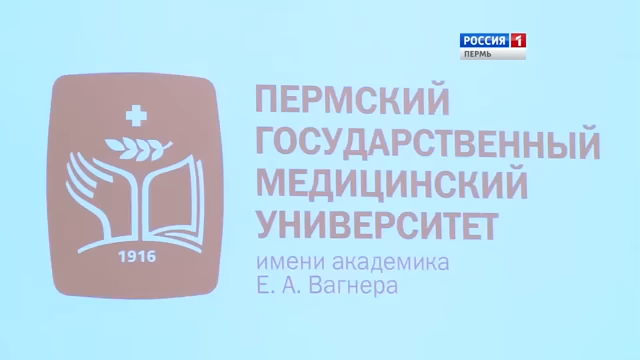 РОССИЯ 1
ПЕРМЬ
ПЕРМСКИЙ
ГОСУДАРСТВЕННЫЙ
МЕДИЦИНСКИЙ
УНИВЕРСИТЕТ
имени академика
Е. А. Вагнера
1916